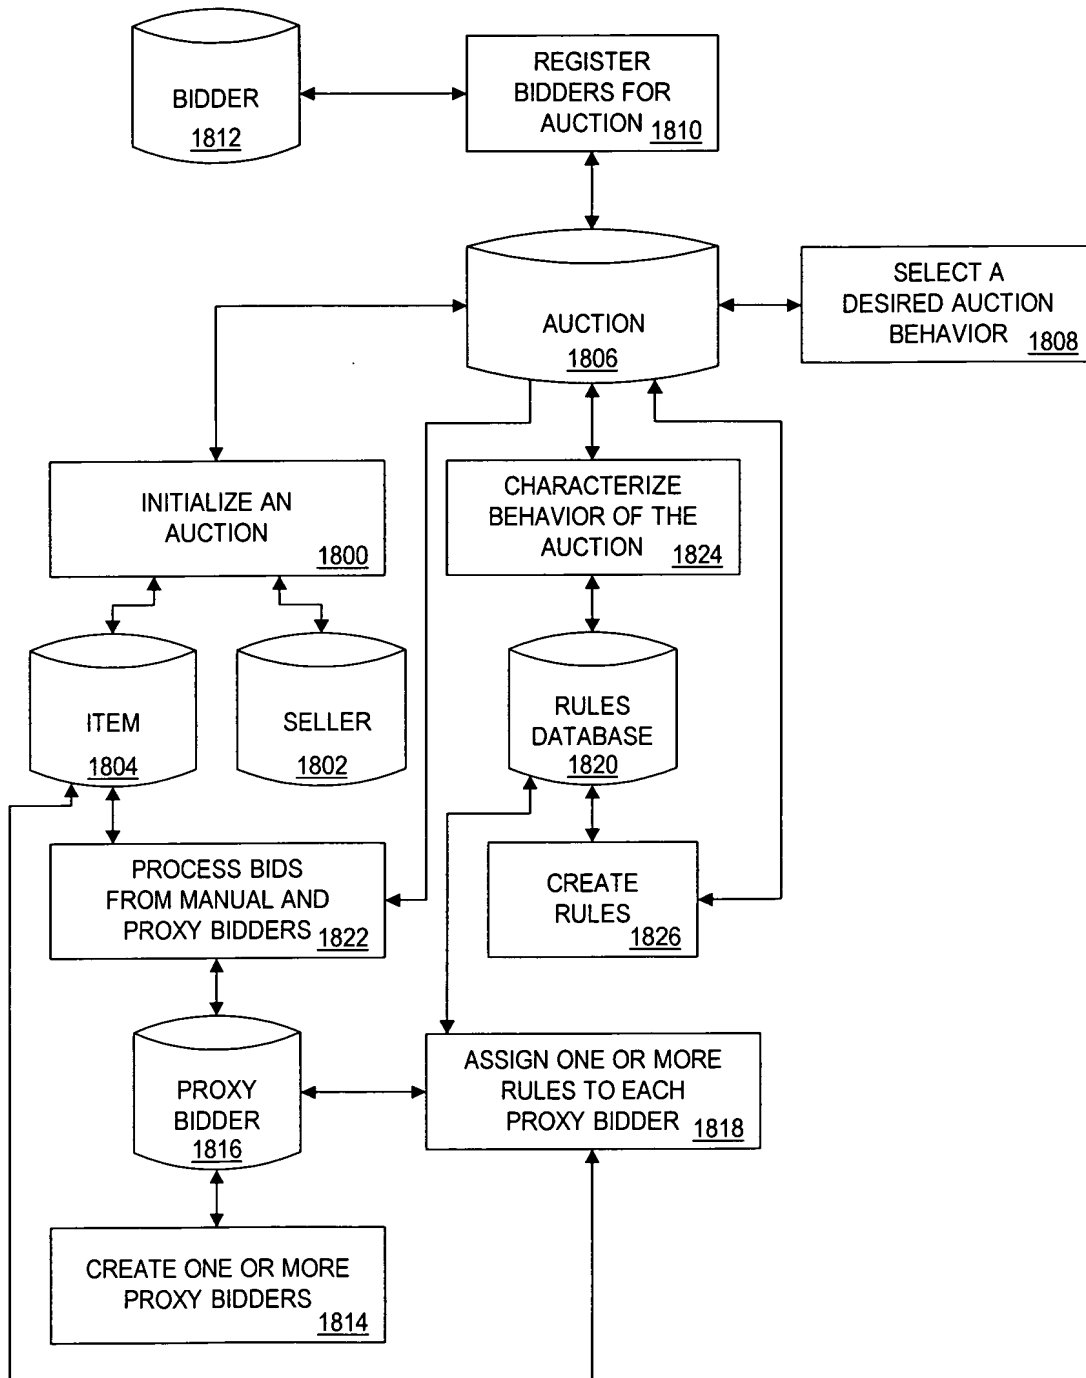 BIDDER
1812
REGISTER
BIDDERS FOR
AUCTION 1810
AUCTION
1806
SELECT A
DESIRED AUCTION
BEHAVIOR 1808
INITIALIZE AN
AUCTION
1800
CHARACTERIZE
BEHAVIOR OF THE
AUCTION 1824
ITEM
1804
SELLER
1802
RULES
DATABASE
1820
PROCESS BIDS
FROM MANUAL AND
PROXY BIDDERS 1822
CREATE
RULES
1826
PROXY
BIDDER
1816
ASSIGN ONE OR MORE
RULES TO EACH
PROXY BIDDER 1818
CREATE ONE OR MORE
PROXY BIDDERS
1814